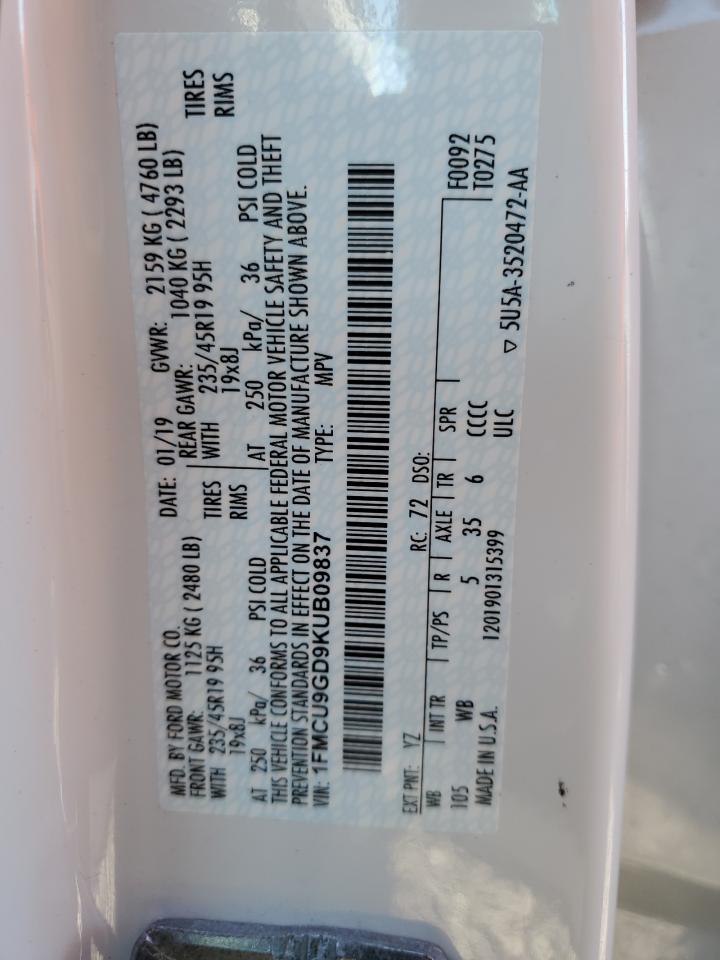 MFD. BY FORD MOTOR CO.
DATE: 01/19 GVWR: 2159 KG ( 4760 LB)
FRONT GAWR: 1125 KG ( 2480 LB) REAR GAWR: 1040 KG ( 2293 LB)
WITH 235/45R19 95H TIRES WITH 235/45R19 95H TIRES
19x8J RIMS 19x8J RIMS
AT 250 kPa/ 36 PSI COLD AT 250 kPa/ 36 PSI COLD
THIS VEHICLE CONFORMS TO ALL APPLICABLE FEDERAL MOTOR VEHICLE SAFETY AND THEFT
PREVENTION STANDARDS IN EFFECT ON THE DATE OF MANUFACTURE SHOWN ABOVE.
VIN: 1FMCU9GD9KUB09837 TYPE: MPV
EXT PNT: YZ RC: 72 DSO: F0092
WB INT TR TP/PS R AXLE TR SPR T0275
105 WB 5 35 6 CCCC
MADE IN U.S.A. 1201901315399 ULC
▽ 5U5A-3520472-AA